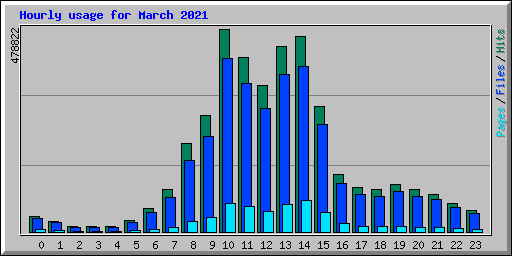 Hourly usage for March 2021
478822
Pages/Files/Hits
0 1 2 3 4 5 6 7 8 9 10 11 12 13 14 15 16 17 18 19 20 21 22 23